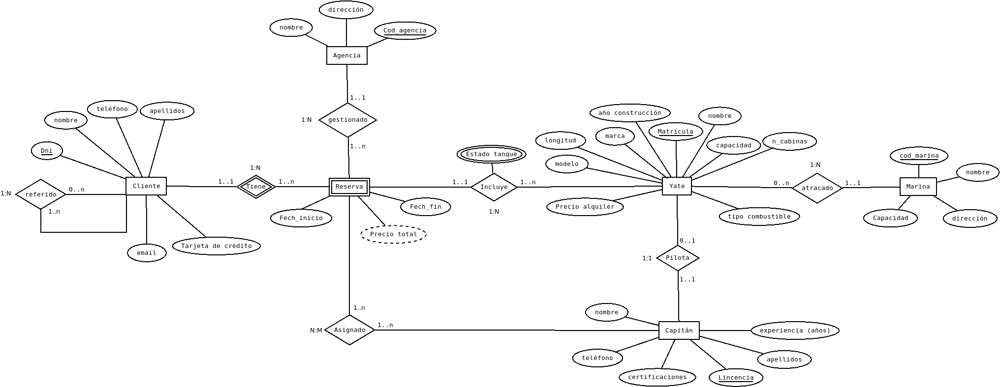 dirección
nombre
Cod_agencia
Agencia
1..1
1:N
gestionado
1..n
teléfono
apellidos
nombre
Dni
Cliente
1:N
referido
0..n
1..n
email
Tarjeta de crédito
1:N
1..1
Tiene
1..n
Reserva
Fech_inicio
Fech_fin
Precio total
Estado tanque
1..1
Incluye
1..n
1:N
año construcción
nombre
Matrícula
marca
longitud
capacidad
n_cabinas
modelo
Yate
Precio alquiler
tipo combustible
1:N
0..n
atracado
1..1
cod_marina
nombre
Marina
Capacidad
dirección
0..1
1:1
Pilota
1..1
1..n
N:M
Asignado
1..n
nombre
Capitán
experiencia (años)
teléfono
apellidos
certificaciones
Lincencia